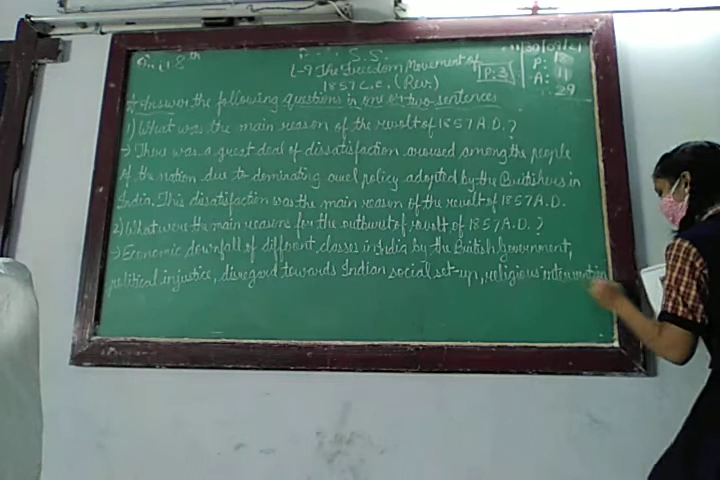 8th
S.S.
L-9 The Freedom Movement of
1857 C.E. (Rev.)
P:3
P: 18
A: 11
29
Answer the following questions in one or two sentences
1) What was the main reason of the revolt of 1857 A.D.?
→ There was a great deal of dissatisfaction aroused among the people
of the nation due to dominating cruel policy adopted by the Britishers in
India. This disatisfaction was the main reason of the revolt of 1857 A.D.
2) What were the main reasons for the outburst of revolt of 1857 A.D.?
→ Economic downfall of different classes in India by the British government,
political injustice, disregard towards Indian social set-up, religious intervention